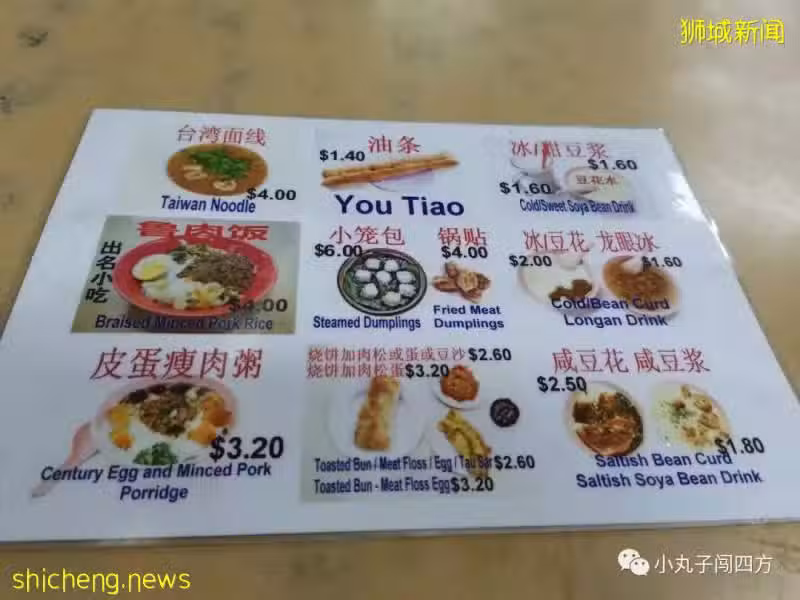 狮城新闻
台湾面线
$4.00
Taiwan Noodle
油条
$1.40
You Tiao
冰/甜豆浆
$1.60
$1.60
豆花水
Cold/Sweet Soya Bean Drink
鲁肉饭
出名小吃
$4.00
Braised Minced Pork Rice
小笼包
$6.00
Steamed Dumplings
锅贴
$4.00
Fried Meat
Dumplings
冰/豆花 龙眼冰
$2.00
$1.60
Cold/Bean Curd
Longan Drink
皮蛋瘦肉粥
$3.20
Century Egg and Minced Pork
Porridge
烧饼加肉松或蛋或豆沙$2.60
烧饼加肉松蛋$3.20
Toasted Bun / Meat Floss / Egg / Tau Sar $2.60
Toasted Bun - Meat Floss Egg $3.20
咸豆花 咸豆浆
$2.50
$1.80
Saltish Bean Curd
Saltish Soya Bean Drink
小丸子闯四方
shicheng.news